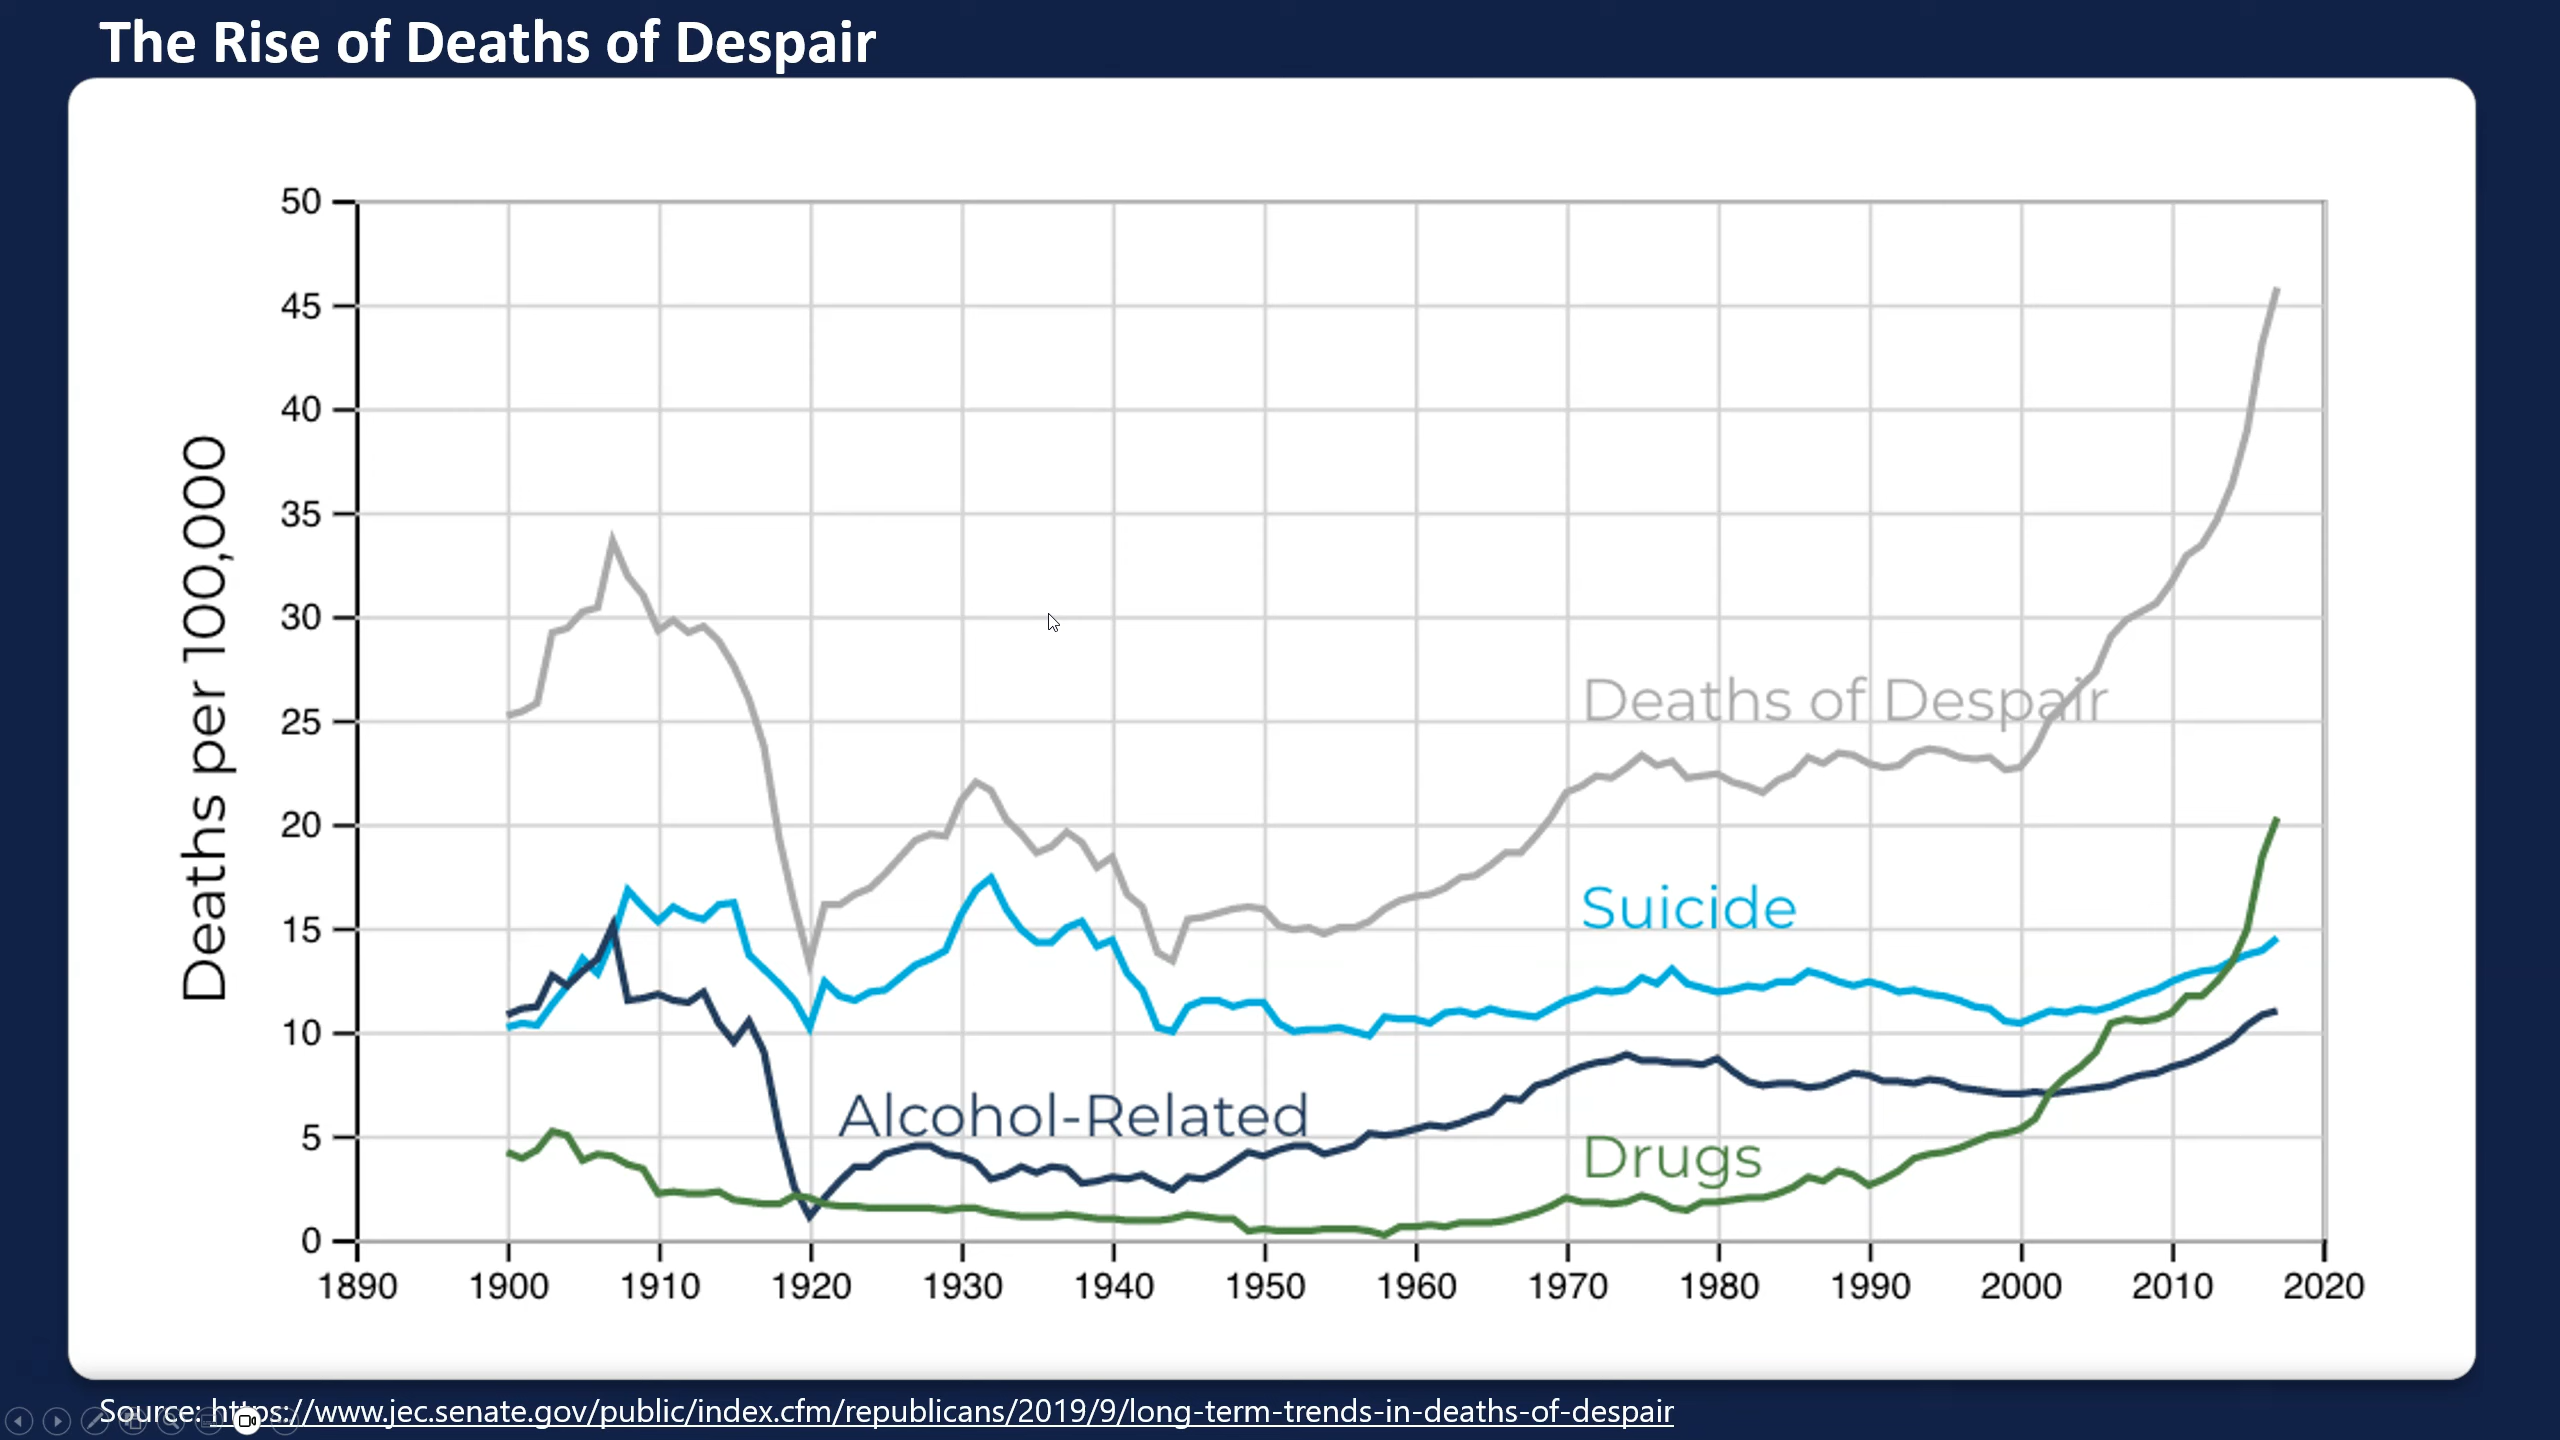 The Rise of Deaths of Despair
50
45
40
35
30
25
20
15
10
5
0
Deaths per 100,000
Deaths of Despair
Suicide
Alcohol-Related
Drugs
1890 1900 1910 1920 1930 1940 1950 1960 1970 1980 1990 2000 2010 2020
Source: https://www.jec.senate.gov/public/index.cfm/republicans/2019/9/long-term-trends-in-deaths-of-despair